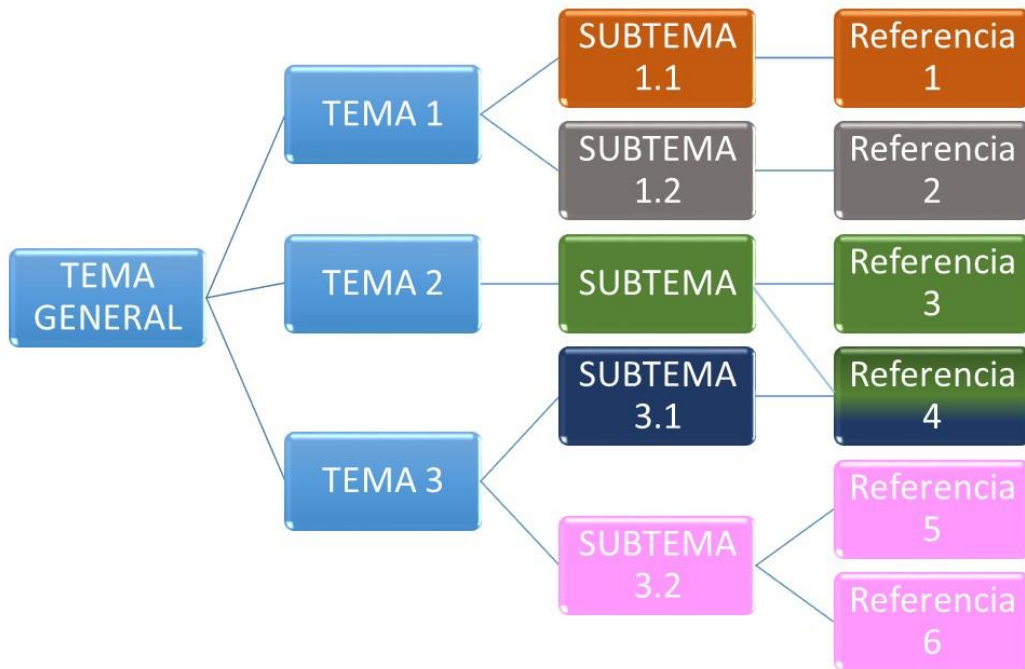 TEMA
GENERAL
TEMA 1
SUBTEMA
1.1
Referencia
1
SUBTEMA
1.2
Referencia
2
TEMA 2
SUBTEMA
Referencia
3
TEMA 3
SUBTEMA
3.1
Referencia
4
SUBTEMA
3.2
Referencia
5
Referencia
6